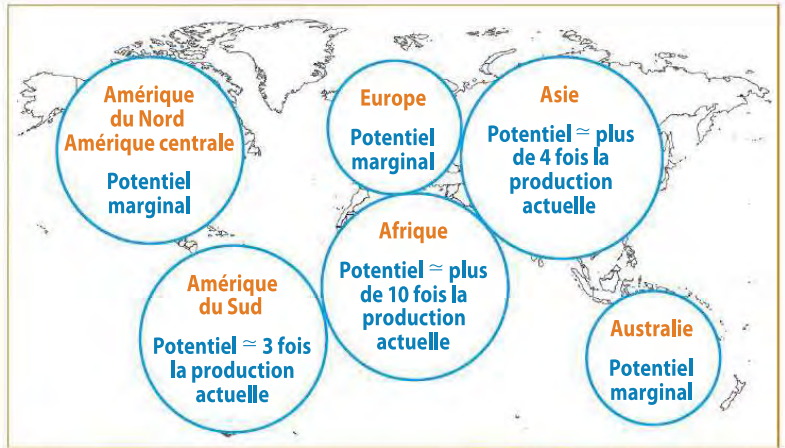 Amérique
du Nord
Amérique centrale
Potentiel
marginal
Europe
Potentiel
marginal
Asie
Potentiel ≃ plus
de 4 fois la
production
actuelle
Afrique
Potentiel ≃ plus
de 10 fois la
production
actuelle
Amérique
du Sud
Potentiel ≃ 3 fois
la production
actuelle
Australie
Potentiel
marginal